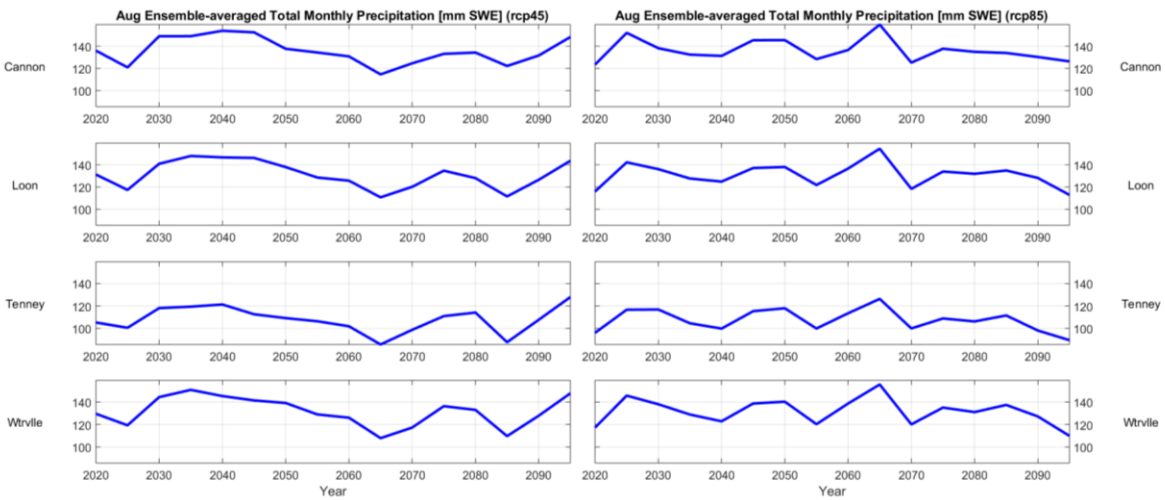 Aug Ensemble-averaged Total Monthly Precipitation [mm SWE] (rcp45)
Aug Ensemble-averaged Total Monthly Precipitation [mm SWE] (rcp85)
Cannon
140
120
100
2020 2030 2040 2050 2060 2070 2080 2090
140
120
100
Cannon
2020 2030 2040 2050 2060 2070 2080 2090
Loon
140
120
100
2020 2030 2040 2050 2060 2070 2080 2090
140
120
100
Loon
2020 2030 2040 2050 2060 2070 2080 2090
Tenney
140
120
100
2020 2030 2040 2050 2060 2070 2080 2090
140
120
100
Tenney
2020 2030 2040 2050 2060 2070 2080 2090
Wtrvlle
140
120
100
2020 2030 2040 2050 2060 2070 2080 2090
Year
140
120
100
Wtrvlle
2020 2030 2040 2050 2060 2070 2080 2090
Year